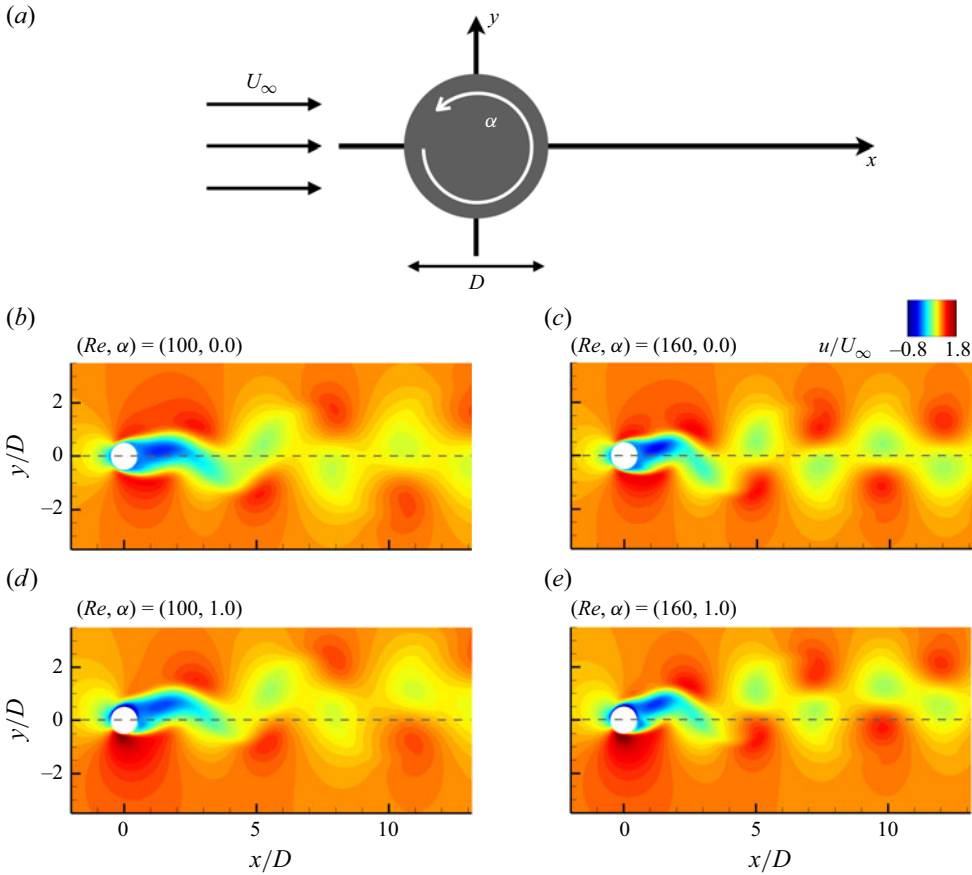 (a)
y
U∞
α
x
D
(b)
(c)
(Re, α) = (100, 0.0)
(Re, α) = (160, 0.0)
u/U∞
−0.8 1.8
y/D
2
0
−2
(d)
(e)
(Re, α) = (100, 1.0)
(Re, α) = (160, 1.0)
y/D
2
0
−2
0 5 10
0 5 10
x/D
x/D